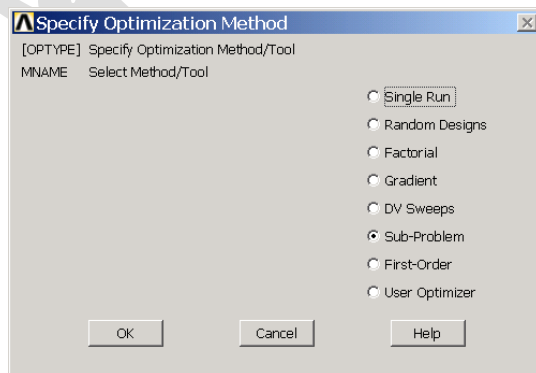 Specify Optimization Method
[OPTYPE] Specify Optimization Method/Tool
MNAME Select Method/Tool
Single Run
Random Designs
Factorial
Gradient
DV Sweeps
Sub-Problem
First-Order
User Optimizer
OK Cancel Help